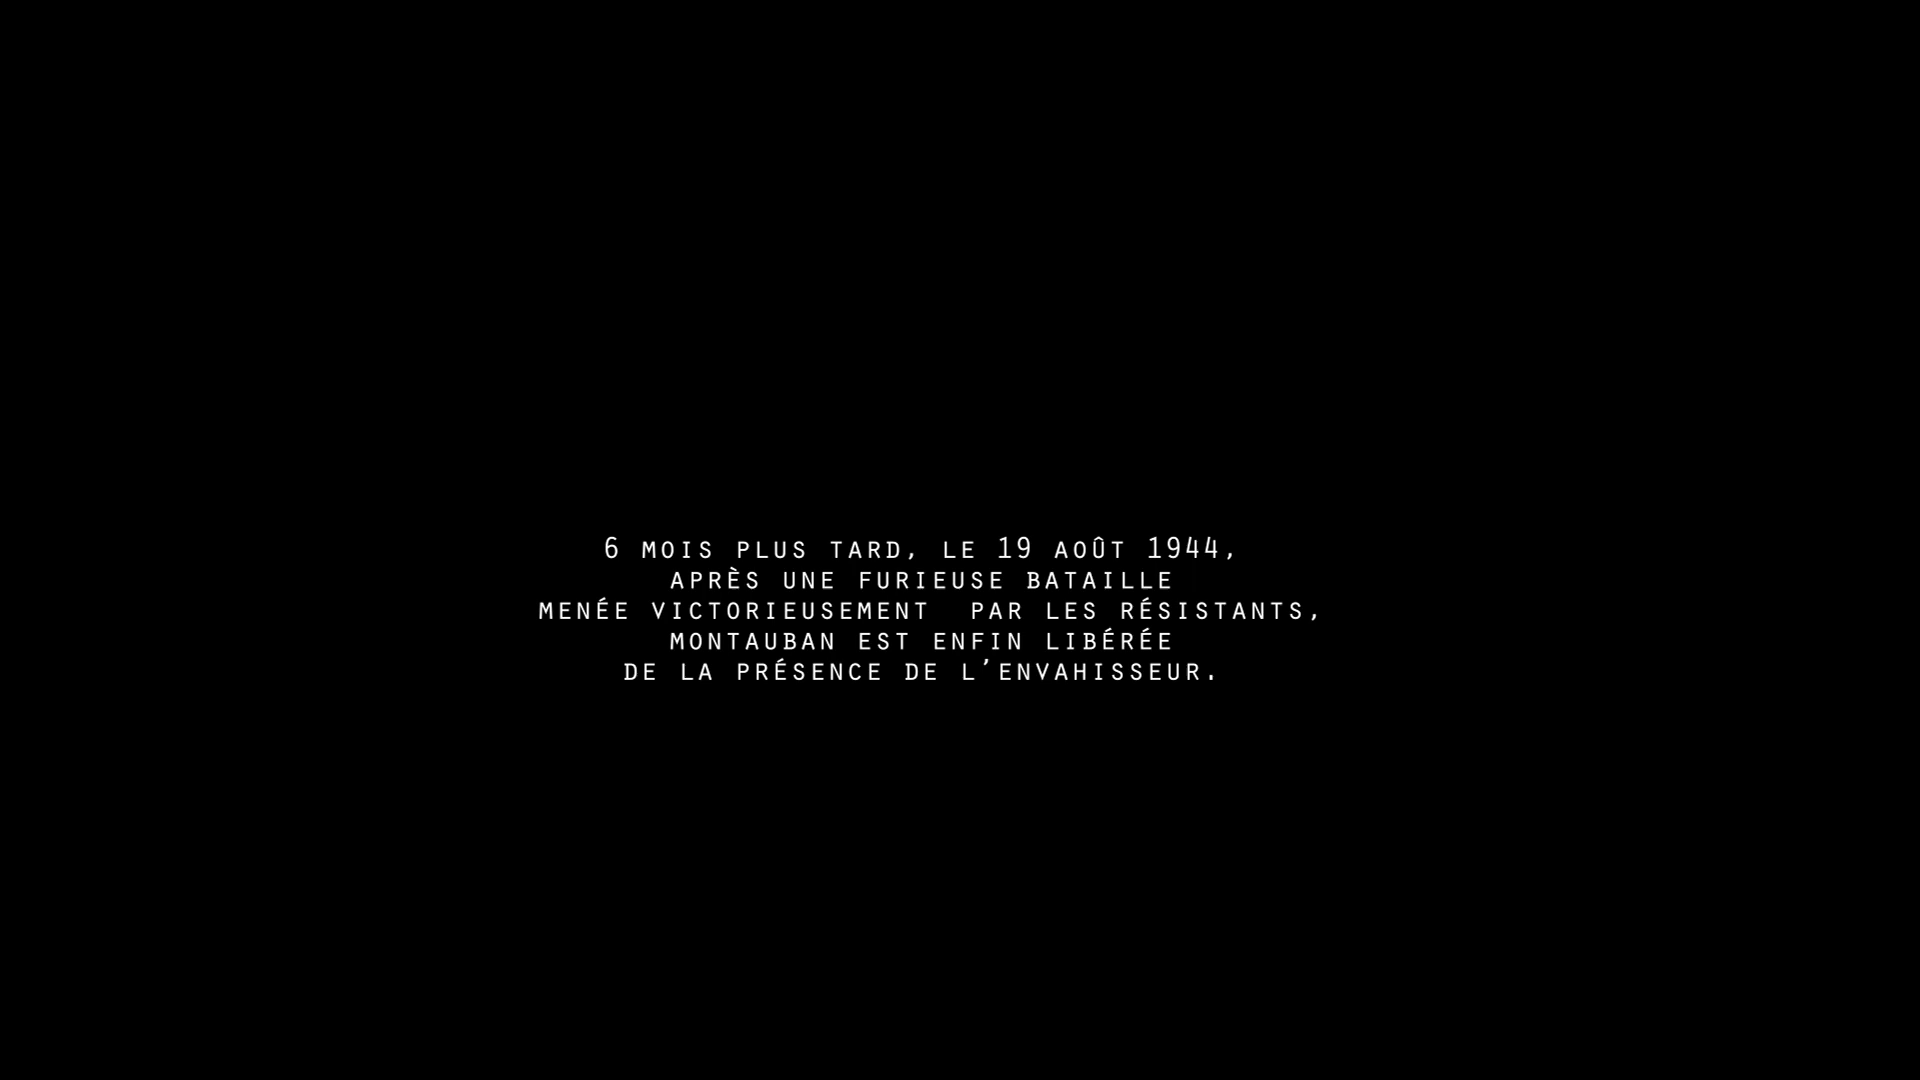 6 MOIS PLUS TARD, LE 19 AOÛT 1944,
APRÈS UNE FURIEUSE BATAILLE
MENÉE VICTORIEUSEMENT  PAR LES RÉSISTANTS,
MONTAUBAN EST ENFIN LIBÉRÉE
DE LA PRÉSENCE DE L’ENVAHISSEUR.